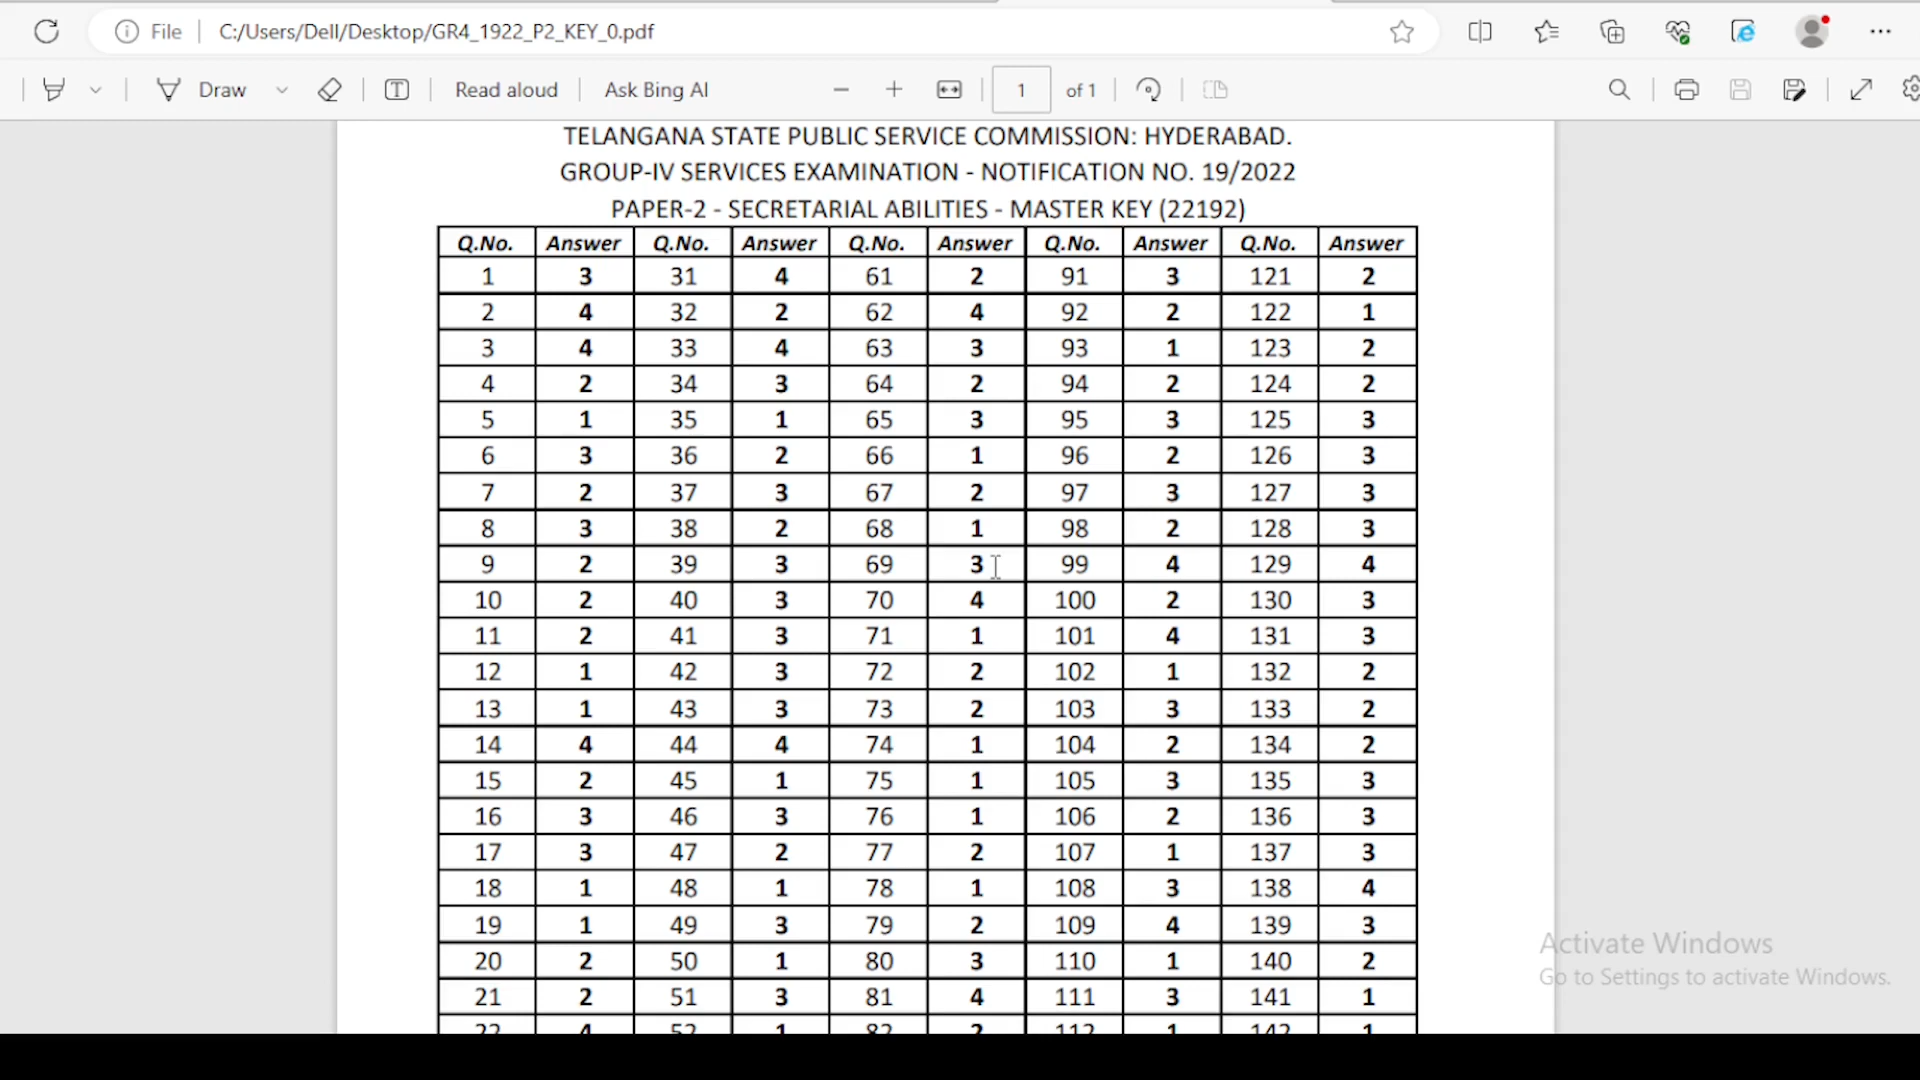 File C:/Users/Dell/Desktop/GR4_1922_P2_KEY_0.pdf
Draw Read aloud Ask Bing AI 1 of 1
TELANGANA STATE PUBLIC SERVICE COMMISSION: HYDERABAD.
GROUP-IV SERVICES EXAMINATION - NOTIFICATION NO. 19/2022
PAPER-2 - SECRETARIAL ABILITIES - MASTER KEY (22192)
Q.No. Answer Q.No. Answer Q.No. Answer Q.No. Answer Q.No. Answer
1 3 31 4 61 2 91 3 121 2
2 4 32 2 62 4 92 2 122 1
3 4 33 4 63 3 93 1 123 2
4 2 34 3 64 2 94 2 124 2
5 1 35 1 65 3 95 3 125 3
6 3 36 2 66 1 96 2 126 3
7 2 37 3 67 2 97 3 127 3
8 3 38 2 68 1 98 2 128 3
9 2 39 3 69 3 99 4 129 4
10 2 40 3 70 4 100 2 130 3
11 2 41 3 71 1 101 4 131 3
12 1 42 3 72 2 102 1 132 2
13 1 43 3 73 2 103 3 133 2
14 4 44 4 74 1 104 2 134 2
15 2 45 1 75 1 105 3 135 3
16 3 46 3 76 1 106 2 136 3
17 3 47 2 77 2 107 1 137 3
18 1 48 1 78 1 108 3 138 4
19 1 49 3 79 2 109 4 139 3
20 2 50 1 80 3 110 1 140 2
21 2 51 3 81 4 111 3 141 1
22 4 52 1 82 2 112 1 142 1
Activate Windows
Go to Settings to activate Windows.